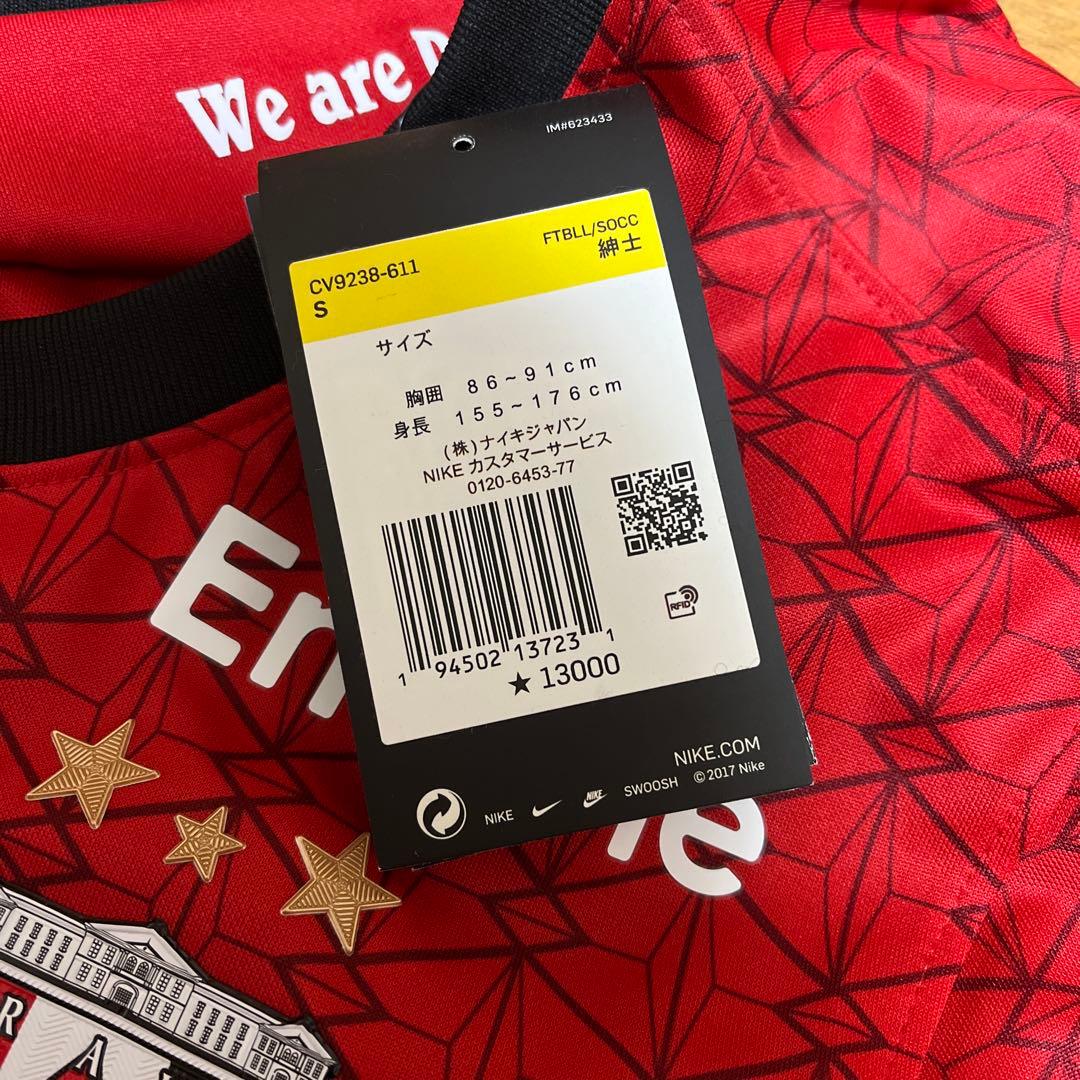 We are
IM#623433
FTBLL/SOCC
紳士
CV9238-611
S
サイズ
胸囲 86~91cm
身長 155~176cm
(株)ナイキジャパン
NIKE カスタマーサービス
0120-6453-77
RFID
1 94502 13723 1
★13000
NIKE.COM
NIKE NIKE SWOOSH © 2017 Nike